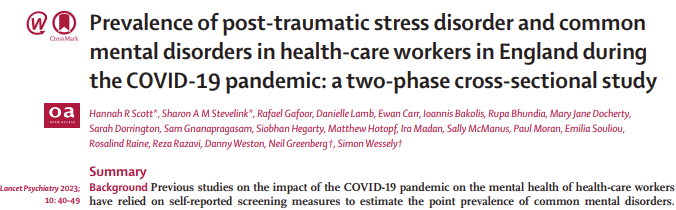 CrossMark
Prevalence of post-traumatic stress disorder and common
mental disorders in health-care workers in England during
the COVID-19 pandemic: a two-phase cross-sectional study
oa
OPEN ACCESS
Hannah R Scott*, Sharon A M Stevelink*, Rafael Gafoor, Danielle Lamb, Ewan Carr, Ioannis Bakolis, Rupa Bhundia, Mary Jane Docherty,
Sarah Dorrington, Sam Gnanapragasam, Siobhan Hegarty, Matthew Hotopf, Ira Madan, Sally McManus, Paul Moran, Emilia Souliou,
Rosalind Raine, Reza Razavi, Danny Weston, Neil Greenberg†, Simon Wessely†
Summary
Lancet Psychiatry 2023;
10: 40–49
Background Previous studies on the impact of the COVID-19 pandemic on the mental health of health-care workers
have relied on self-reported screening measures to estimate the point prevalence of common mental disorders.